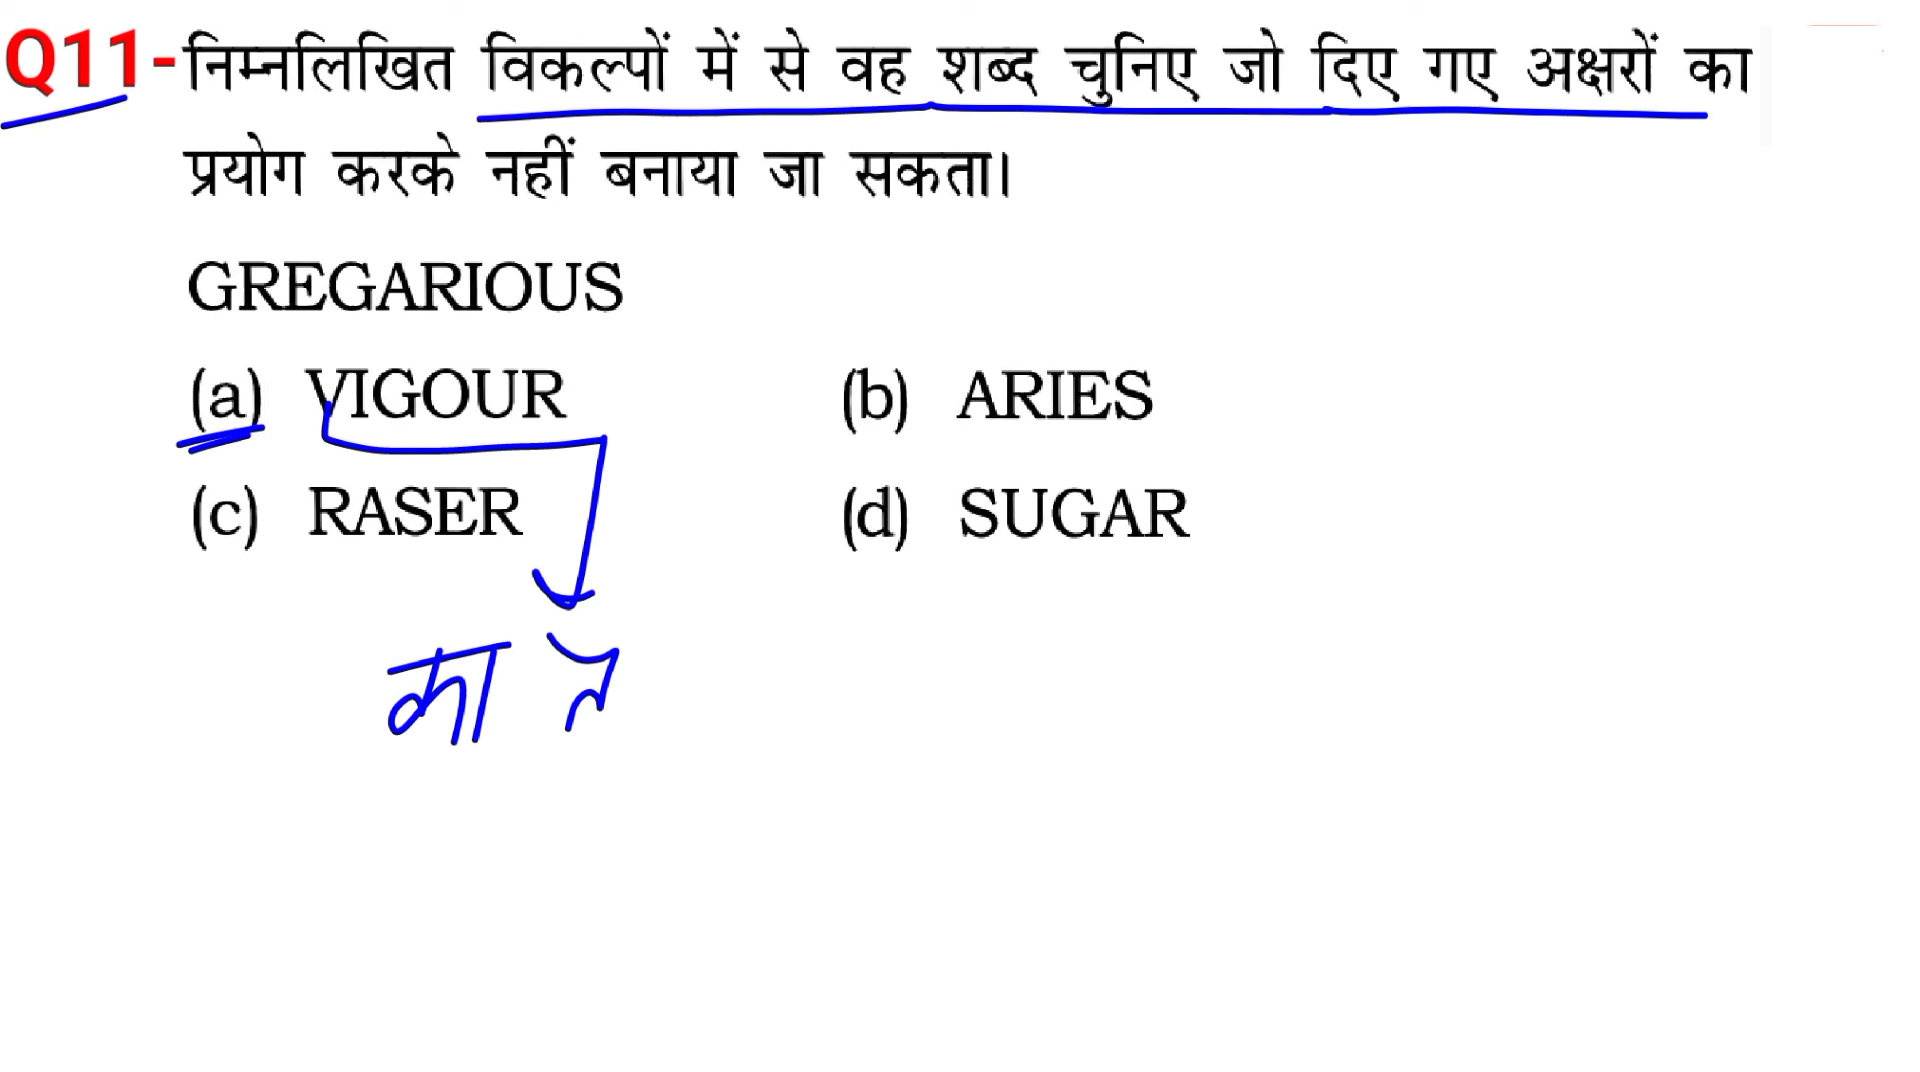 Q11- निम्नलिखित विकल्पों में से वह शब्द चुनिए जो दिए गए अक्षरों का
प्रयोग करके नहीं बनाया जा सकता।
GREGARIOUS
(a) VIGOUR (b) ARIES
(c) RASER (d) SUGAR